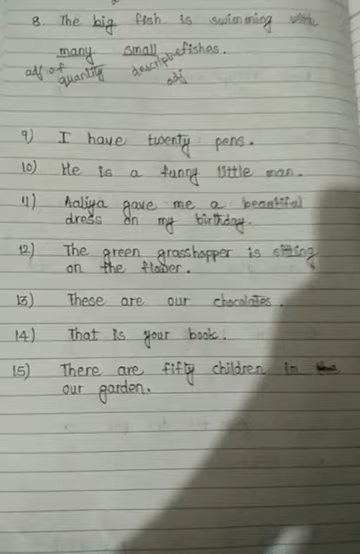 8. The big fish is swimming with
many small fishes.
adj of quantity descriptive adj
9) I have twenty pens.
10) He is a funny little man.
11) Aaliya gave me a beautiful
dress on my birthday.
12) The green grasshopper is sitting
on the flower.
13) These are our chocolates.
14) That is your book.
15) There are fifty children in
our garden.